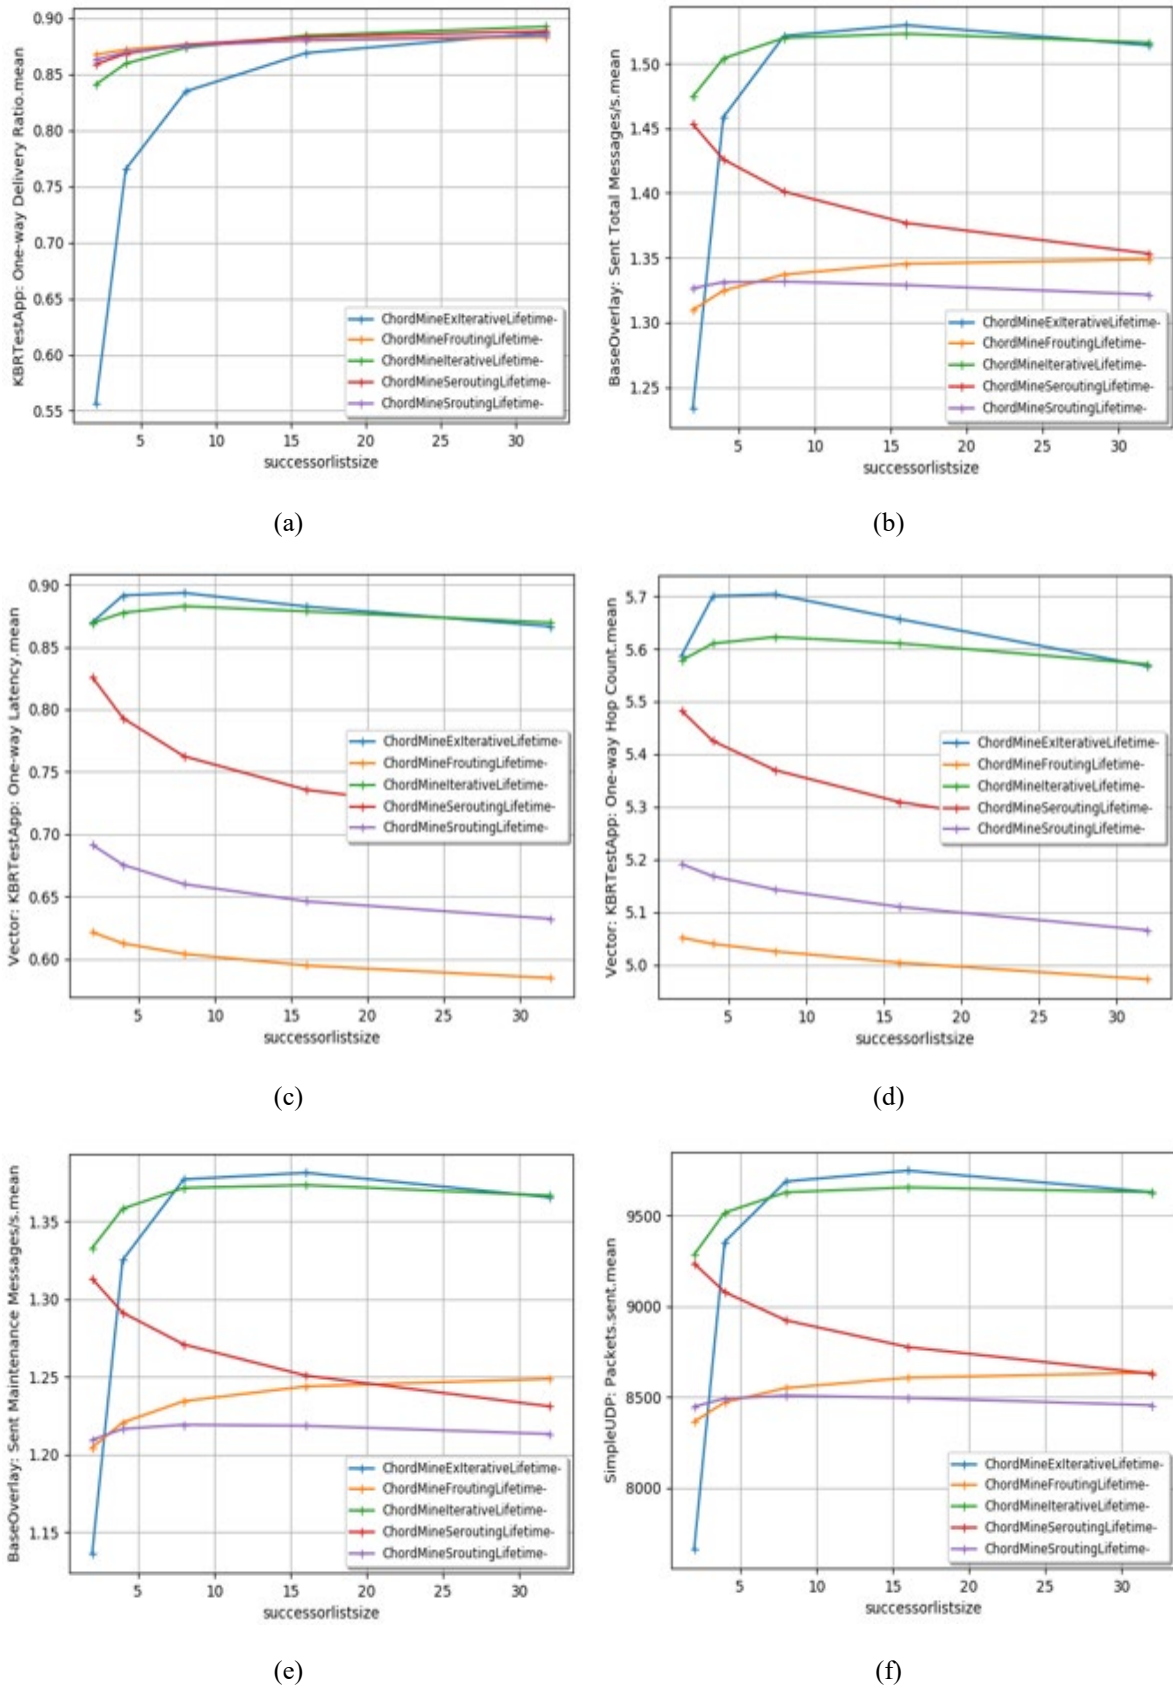 KBRTestApp: One-way Delivery Ratio.mean
0.90
0.85
0.80
0.75
0.70
0.65
0.60
0.55
ChordMineExIterativeLifetime-
ChordMineFroutingLifetime-
ChordMineIterativeLifetime-
ChordMineSeroutingLifetime-
ChordMineSroutingLifetime-
5 10 15 20 25 30
successorlistsize
(a)
BaseOverlay: Sent Total Messages/s.mean
1.50
1.45
1.40
1.35
1.30
1.25
ChordMineExIterativeLifetime-
ChordMineFroutingLifetime-
ChordMineIterativeLifetime-
ChordMineSeroutingLifetime-
ChordMineSroutingLifetime-
5 10 15 20 25 30
successorlistsize
(b)
Vector: KBRTestApp: One-way Latency.mean
0.90
0.85
0.80
0.75
0.70
0.65
0.60
ChordMineExIterativeLifetime-
ChordMineFroutingLifetime-
ChordMineIterativeLifetime-
ChordMineSeroutingLifetime-
ChordMineSroutingLifetime-
5 10 15 20 25 30
successorlistsize
(c)
Vector: KBRTestApp: One-way Hop Count.mean
5.7
5.6
5.5
5.4
5.3
5.2
5.1
5.0
ChordMineExIterativeLifetime-
ChordMineFroutingLifetime-
ChordMineIterativeLifetime-
ChordMineSeroutingLifetime-
ChordMineSroutingLifetime-
5 10 15 20 25 30
successorlistsize
(d)
BaseOverlay: Sent Maintenance Messages/s.mean
1.35
1.30
1.25
1.20
1.15
ChordMineExIterativeLifetime-
ChordMineFroutingLifetime-
ChordMineIterativeLifetime-
ChordMineSeroutingLifetime-
ChordMineSroutingLifetime-
5 10 15 20 25 30
successorlistsize
(e)
SimpleUDP: Packets.sent.mean
9500
9000
8500
8000
ChordMineExIterativeLifetime-
ChordMineFroutingLifetime-
ChordMineIterativeLifetime-
ChordMineSeroutingLifetime-
ChordMineSroutingLifetime-
5 10 15 20 25 30
successorlistsize
(f)